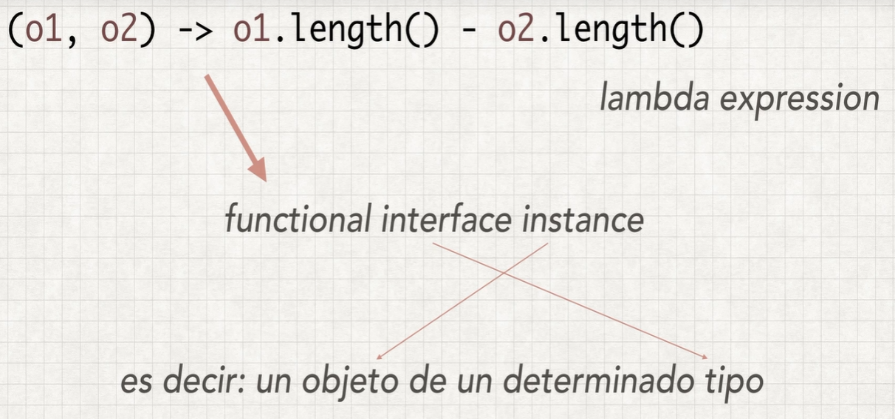 (o1, o2) -> o1.length() - o2.length()
lambda expression
functional interface instance
es decir: un objeto de un determinado tipo